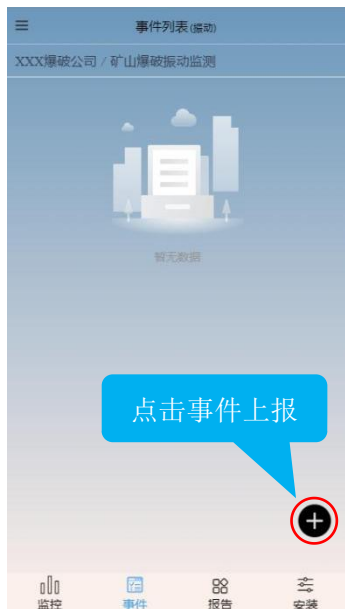 事件列表(振动)
XXX爆破公司 / 矿山爆破振动监测
暂无数据
点击事件上报
监控 事件 报告 安装